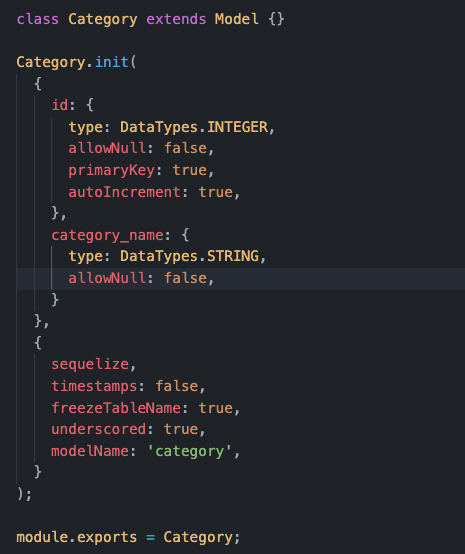 class Category extends Model {}

Category.init(
  {
    id: {
      type: DataTypes.INTEGER,
      allowNull: false,
      primaryKey: true,
      autoIncrement: true,
    },
    category_name: {
      type: DataTypes.STRING,
      allowNull: false,
    }
  },
  {
    sequelize,
    timestamps: false,
    freezeTableName: true,
    underscored: true,
    modelName: 'category',
  }
);

module.exports = Category;